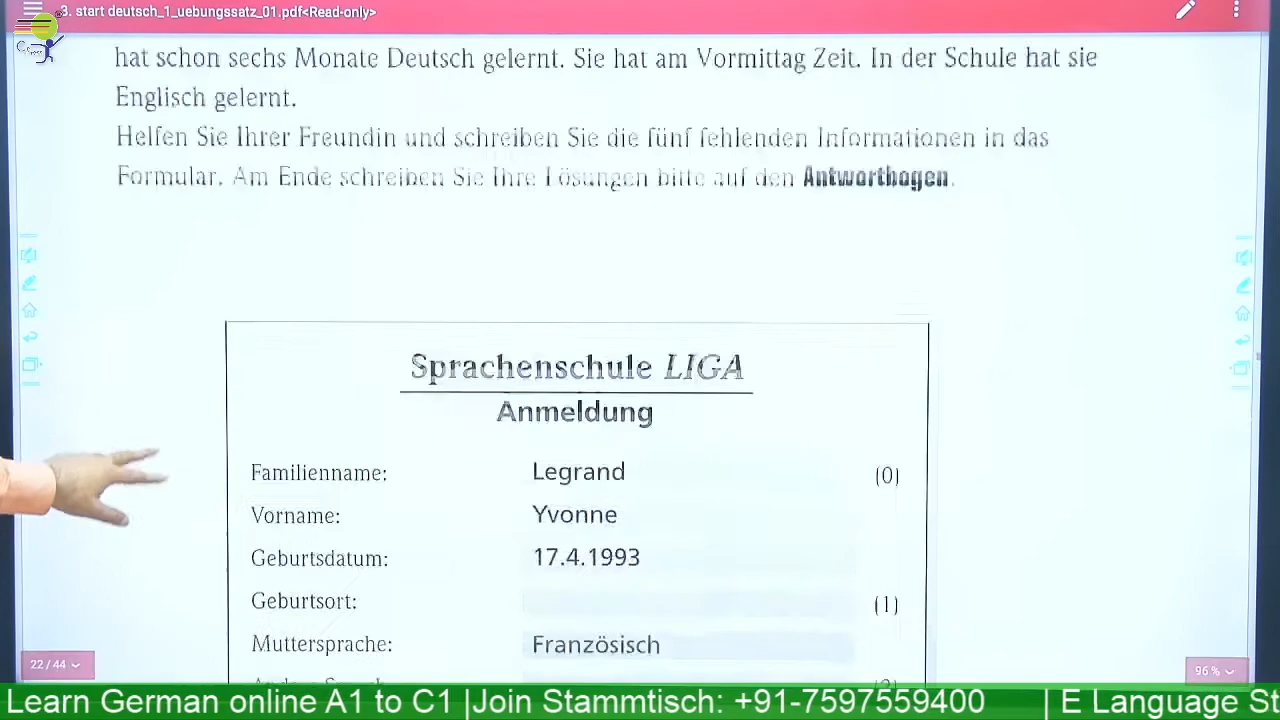 3. start deutsch_1_uebungssatz_01.pdf<Read-only>
hat schon sechs Monate Deutsch gelernt. Sie hat am Vormittag Zeit. In der Schule hat sie
Englisch gelernt.
Helfen Sie Ihrer Freundin und schreiben Sie die fünf fehlenden Informationen in das
Formular. Am Ende schreiben Sie Ihre Lösungen bitte auf den Antwortbogen.
Sprachenschule LIGA
Anmeldung
Familienname: Legrand (0)
Vorname: Yvonne
Geburtsdatum: 17.4.1993
Geburtsort: (1)
Muttersprache: Französisch
22 / 44
96 %
Learn German online A1 to C1 |Join Stammtisch: +91-7597559400 | E Language St